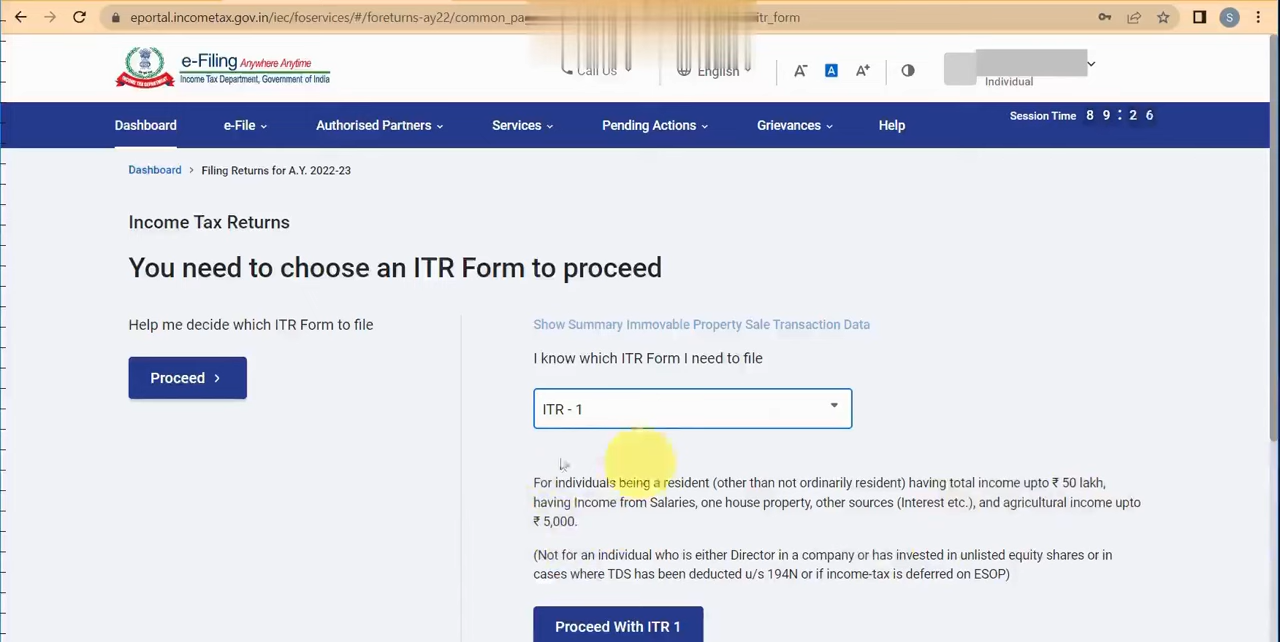 eportal.incometax.gov.in/iec/foservices/#/foreturns-ay22/common_pa
itr_form
S
e-Filing Anywhere Anytime
Income Tax Department, Government of India
Call Us
English
A- A A+
Individual
Dashboard e-File Authorised Partners Services Pending Actions Grievances Help
Session Time 8 9 : 2 6
Dashboard > Filing Returns for A.Y. 2022-23
Income Tax Returns
You need to choose an ITR Form to proceed
Help me decide which ITR Form to file
Proceed >
Show Summary Immovable Property Sale Transaction Data
I know which ITR Form I need to file
ITR - 1
For individuals being a resident (other than not ordinarily resident) having total income upto ₹ 50 lakh,
having Income from Salaries, one house property, other sources (Interest etc.), and agricultural income upto
₹ 5,000.
(Not for an individual who is either Director in a company or has invested in unlisted equity shares or in
cases where TDS has been deducted u/s 194N or if income-tax is deferred on ESOP)
Proceed With ITR 1